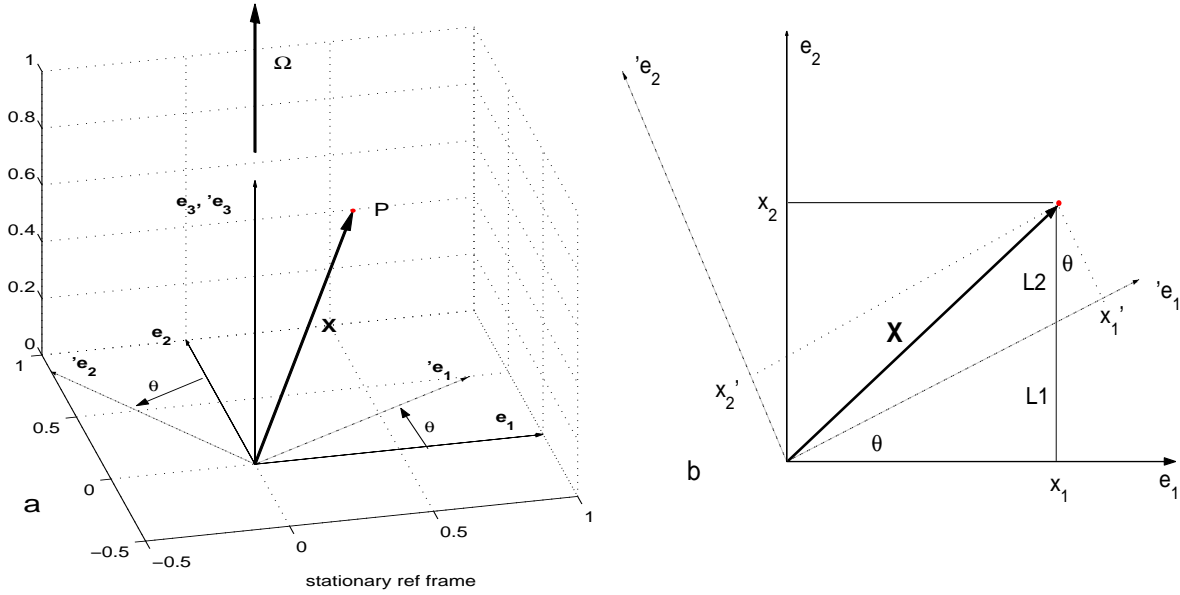 Ω
e3, 'e3
P
X
e2
'e2
θ
'e1
θ
e1
1
0.8
0.6
0.4
0.2
0
1
0.5
0
−0.5
−0.5
0
0.5
1
a
stationary ref frame
'e2
e2
x2
L2
θ
'e1
x1'
X
x2'
L1
θ
b
x1
e1